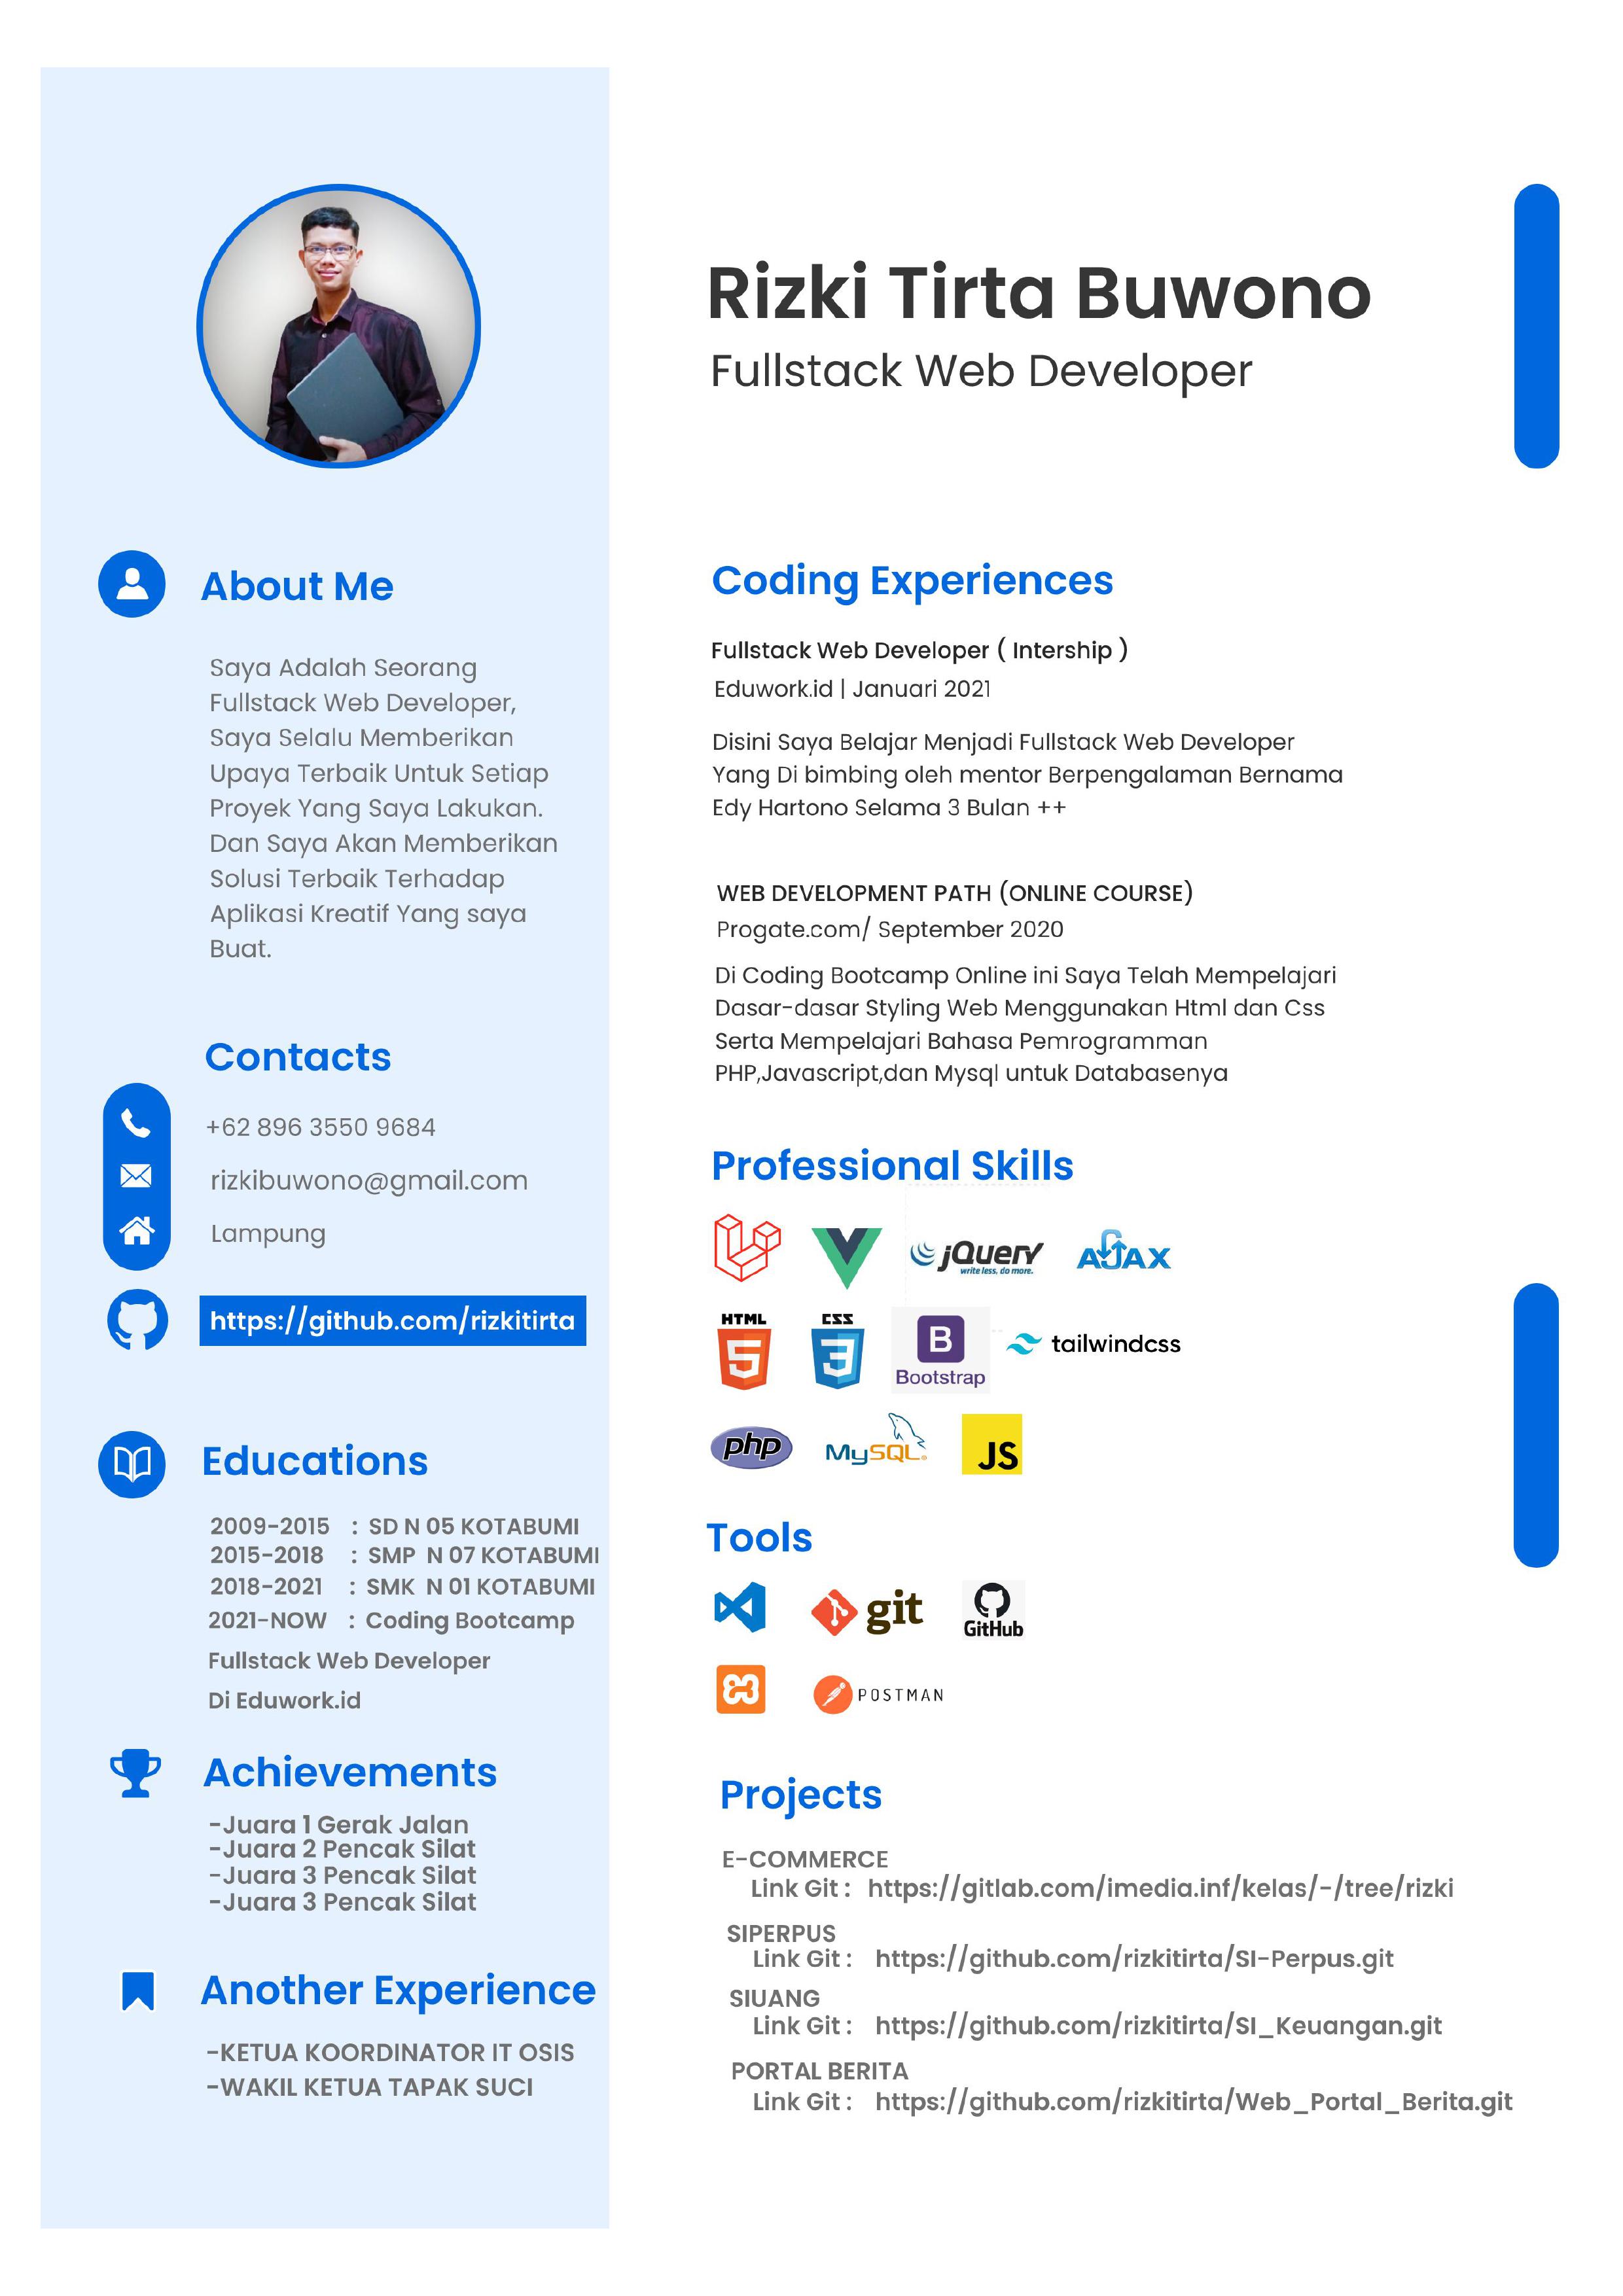 Rizki Tirta Buwono
Fullstack Web Developer
About Me
Saya Adalah Seorang
Fullstack Web Developer,
Saya Selalu Memberikan
Upaya Terbaik Untuk Setiap
Proyek Yang Saya Lakukan.
Dan Saya Akan Memberikan
Solusi Terbaik Terhadap
Aplikasi Kreatif Yang saya
Buat.
Contacts
+62 896 3550 9684
rizkibuwono@gmail.com
Lampung
https://github.com/rizkitirta
Educations
2009-2015 : SD N 05 KOTABUMI
2015-2018 : SMP N 07 KOTABUMI
2018-2021 : SMK N 01 KOTABUMI
2021-NOW : Coding Bootcamp
Fullstack Web Developer
Di Eduwork.id
Achievements
-Juara 1 Gerak Jalan
-Juara 2 Pencak Silat
-Juara 3 Pencak Silat
-Juara 3 Pencak Silat
Another Experience
-KETUA KOORDINATOR IT OSIS
-WAKIL KETUA TAPAK SUCI
Coding Experiences
Fullstack Web Developer ( Intership )
Eduwork.id | Januari 2021
Disini Saya Belajar Menjadi Fullstack Web Developer
Yang Di bimbing oleh mentor Berpengalaman Bernama
Edy Hartono Selama 3 Bulan ++
WEB DEVELOPMENT PATH (ONLINE COURSE)
Progate.com/ September 2020
Di Coding Bootcamp Online ini Saya Telah Mempelajari
Dasar-dasar Styling Web Menggunakan Html dan Css
Serta Mempelajari Bahasa Pemrogramman
PHP,Javascript,dan Mysql untuk Databasenya
Professional Skills
jQuery
write less. do more.
AJAX
HTML
5
CSS
3
B
Bootstrap
tailwindcss
php
MySQL
JS
Tools
git
GitHub
POSTMAN
Projects
E-COMMERCE
Link Git : https://gitlab.com/imedia.inf/kelas/-/tree/rizki
SIPERPUS
Link Git : https://github.com/rizkitirta/SI-Perpus.git
SIUANG
Link Git : https://github.com/rizkitirta/SI_Keuangan.git
PORTAL BERITA
Link Git : https://github.com/rizkitirta/Web_Portal_Berita.git